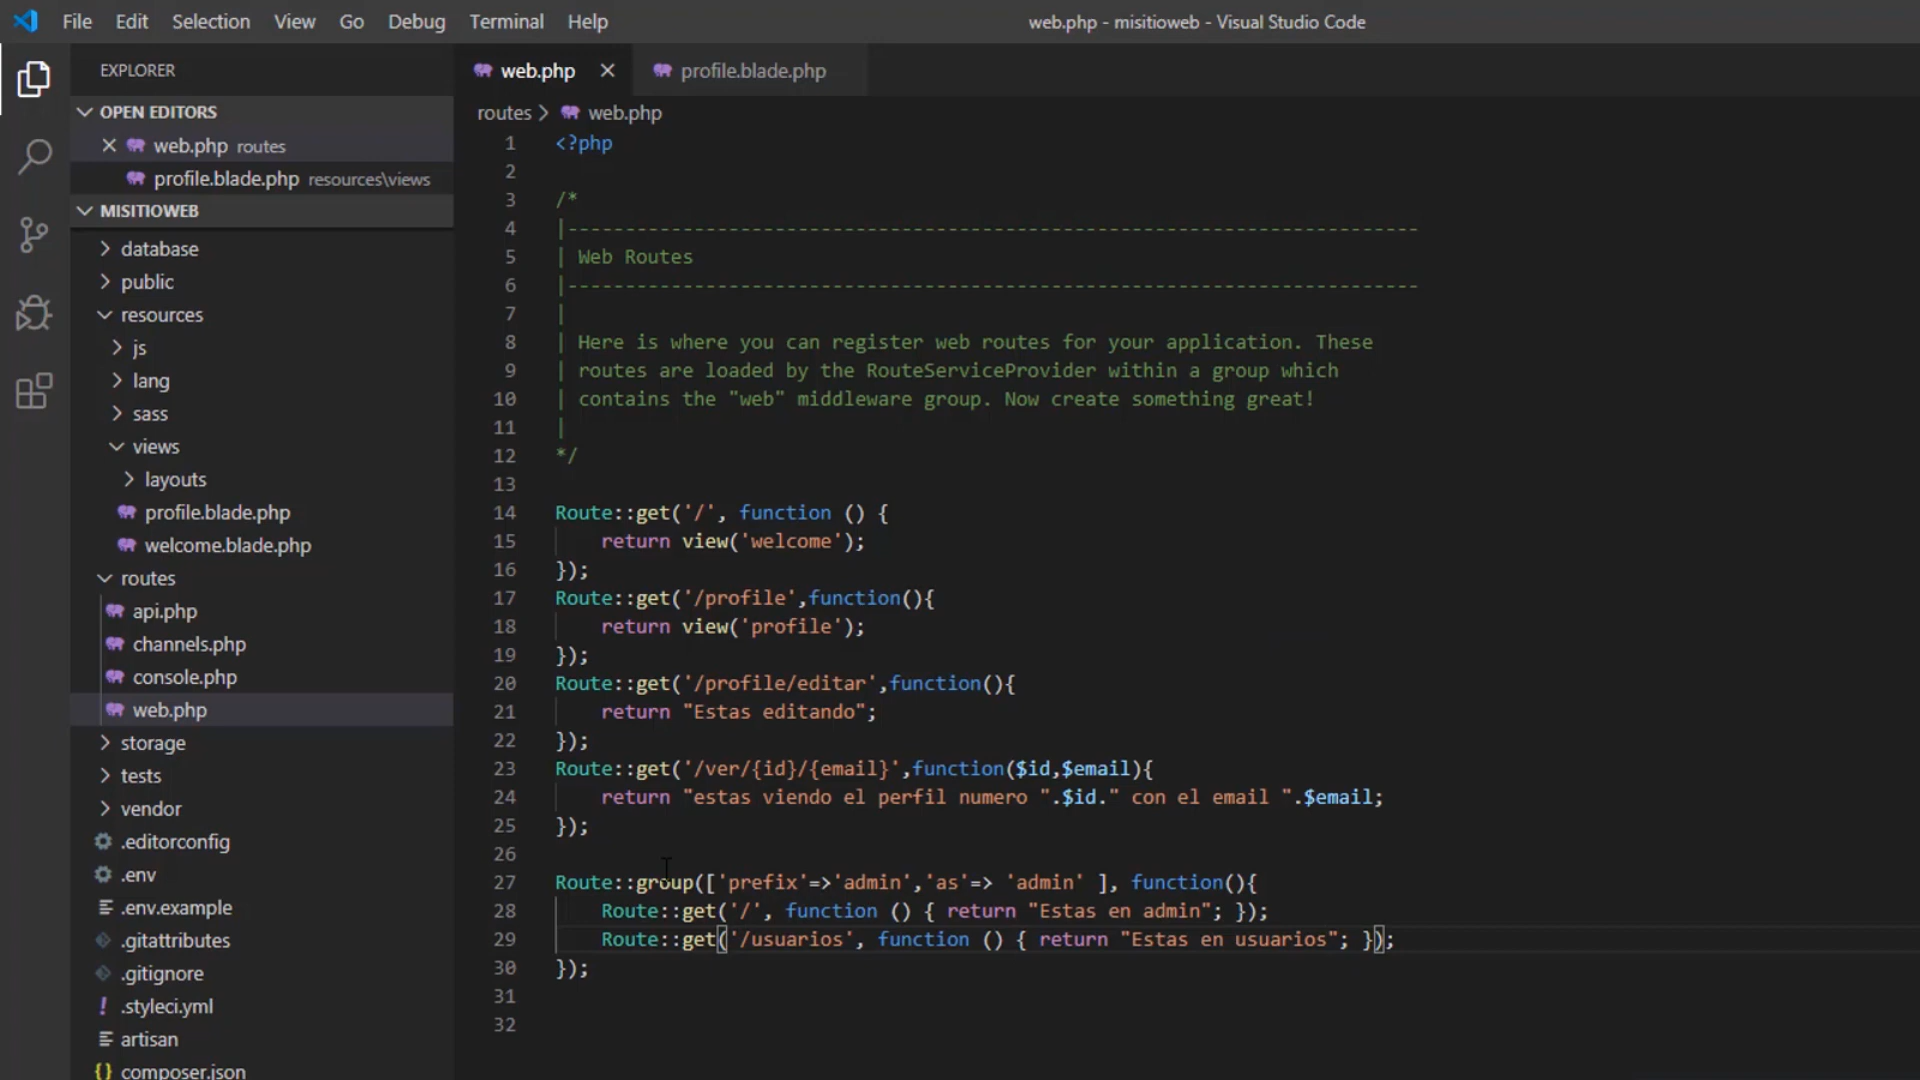 File Edit Selection View Go Debug Terminal Help
web.php - misitioweb - Visual Studio Code
EXPLORER
OPEN EDITORS
web.php routes
profile.blade.php resources\views
MISITIOWEB
database
public
resources
js
lang
sass
views
layouts
profile.blade.php
welcome.blade.php
routes
api.php
channels.php
console.php
web.php
storage
tests
vendor
.editorconfig
.env
.env.example
.gitattributes
.gitignore
.styleci.yml
artisan
composer.json
web.php
profile.blade.php
routes > web.php
1 <?php
2
3 /*
4 |--------------------------------------------------------------------------
5 | Web Routes
6 |--------------------------------------------------------------------------
7 |
8 | Here is where you can register web routes for your application. These
9 | routes are loaded by the RouteServiceProvider within a group which
10 | contains the "web" middleware group. Now create something great!
11 |
12 */
13
14 Route::get('/', function () {
15     return view('welcome');
16 });
17 Route::get('/profile',function(){
18     return view('profile');
19 });
20 Route::get('/profile/editar',function(){
21     return "Estas editando";
22 });
23 Route::get('/ver/{id}/{email}',function($id,$email){
24     return "estas viendo el perfil numero ".$id." con el email ".$email;
25 });
26
27 Route::group(['prefix'=>'admin','as'=> 'admin' ], function(){
28     Route::get('/', function () { return "Estas en admin"; });
29     Route::get('/usuarios', function () { return "Estas en usuarios"; });
30 });
31
32